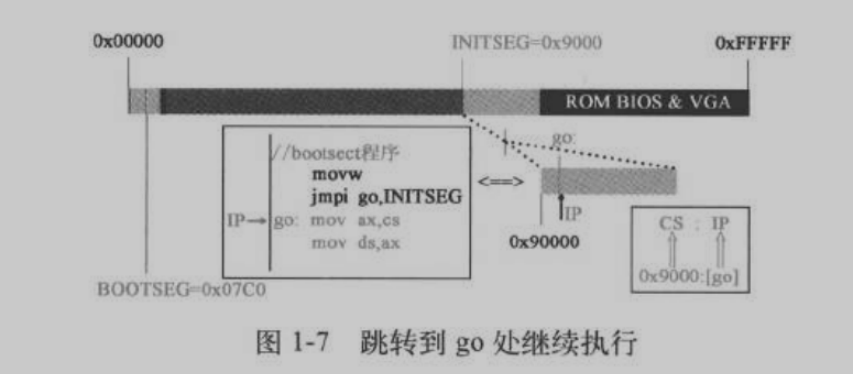 0x00000
INITSEG=0x9000
0xFFFFF
ROM BIOS & VGA
//bootsect程序
movw
jmpi go,INITSEG
IP→ go: mov ax,cs
mov ds,ax
<==>
go:
IP
0x90000
CS : IP
0x9000:[go]
BOOTSEG=0x07C0
图 1-7 跳转到 go 处继续执行